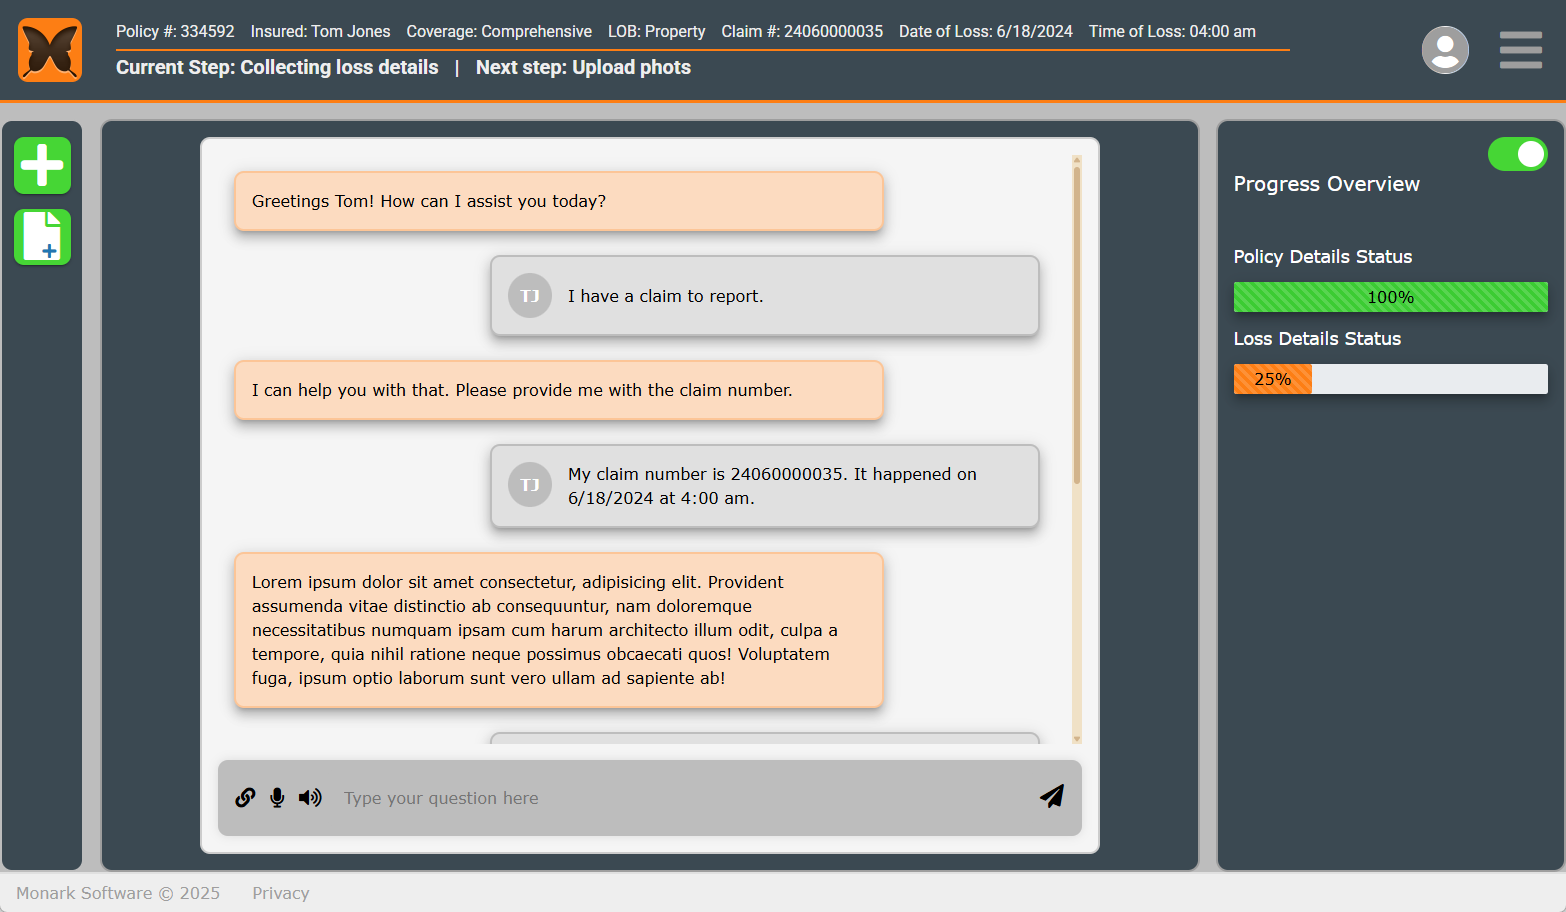 Policy #: 334592 Insured: Tom Jones Coverage: Comprehensive LOB: Property Claim #: 24060000035 Date of Loss: 6/18/2024 Time of Loss: 04:00 am
Current Step: Collecting loss details | Next step: Upload phots
Greetings Tom! How can I assist you today?
TJ
I have a claim to report.
I can help you with that. Please provide me with the claim number.
TJ
My claim number is 24060000035. It happened on
6/18/2024 at 4:00 am.
Lorem ipsum dolor sit amet consectetur, adipisicing elit. Provident
assumenda vitae distinctio ab consequuntur, nam doloremque
necessitatibus numquam ipsam cum harum architecto illum odit, culpa a
tempore, quia nihil ratione neque possimus obcaecati quos! Voluptatem
fuga, ipsum optio laborum sunt vero ullam ad sapiente ab!
Type your question here
Progress Overview
Policy Details Status
100%
Loss Details Status
25%
Monark Software © 2025 Privacy